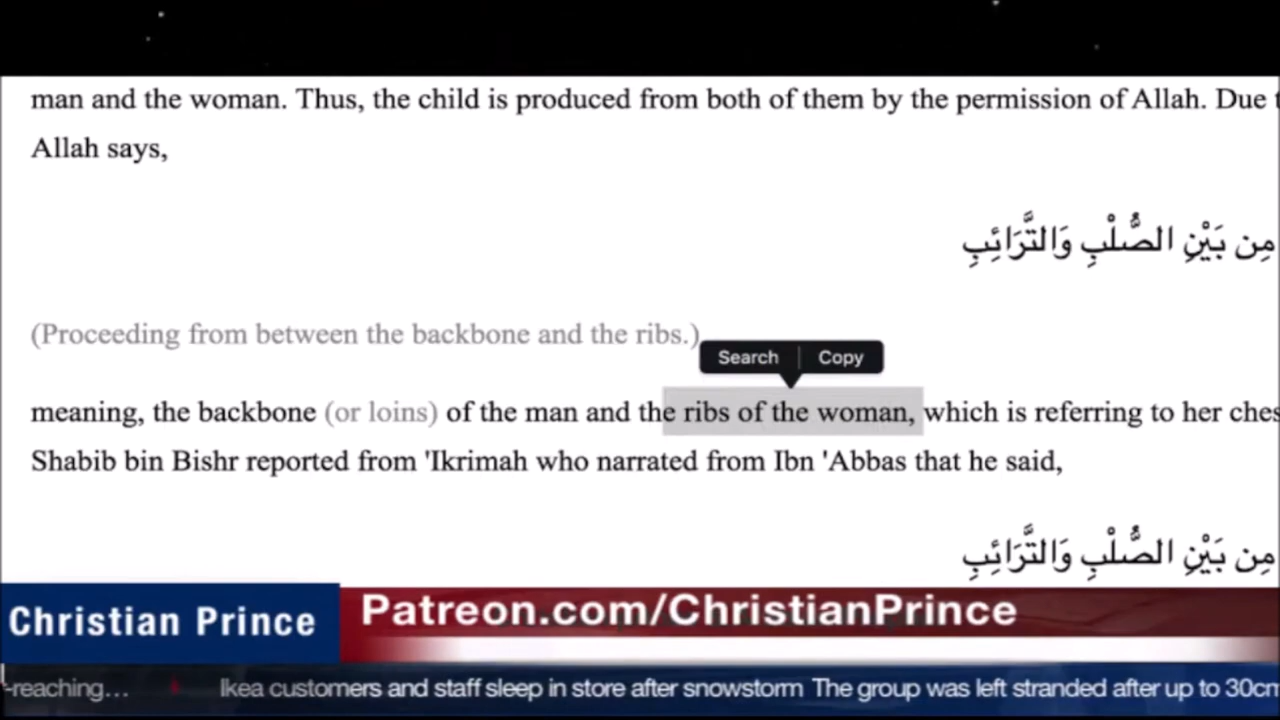 man and the woman. Thus, the child is produced from both of them by the permission of Allah. Due
Allah says,
مِن بَيْنِ الصُّلْبِ وَالتَّرَائِبِ
(Proceeding from between the backbone and the ribs.)
Search Copy
meaning, the backbone (or loins) of the man and the ribs of the woman, which is referring to her ches
Shabib bin Bishr reported from 'Ikrimah who narrated from Ibn 'Abbas that he said,
مِن بَيْنِ الصُّلْبِ وَالتَّرَائِبِ
Christian Prince
Patreon.com/ChristianPrince
-reaching... Ikea customers and staff sleep in store after snowstorm The group was left stranded after up to 30cm